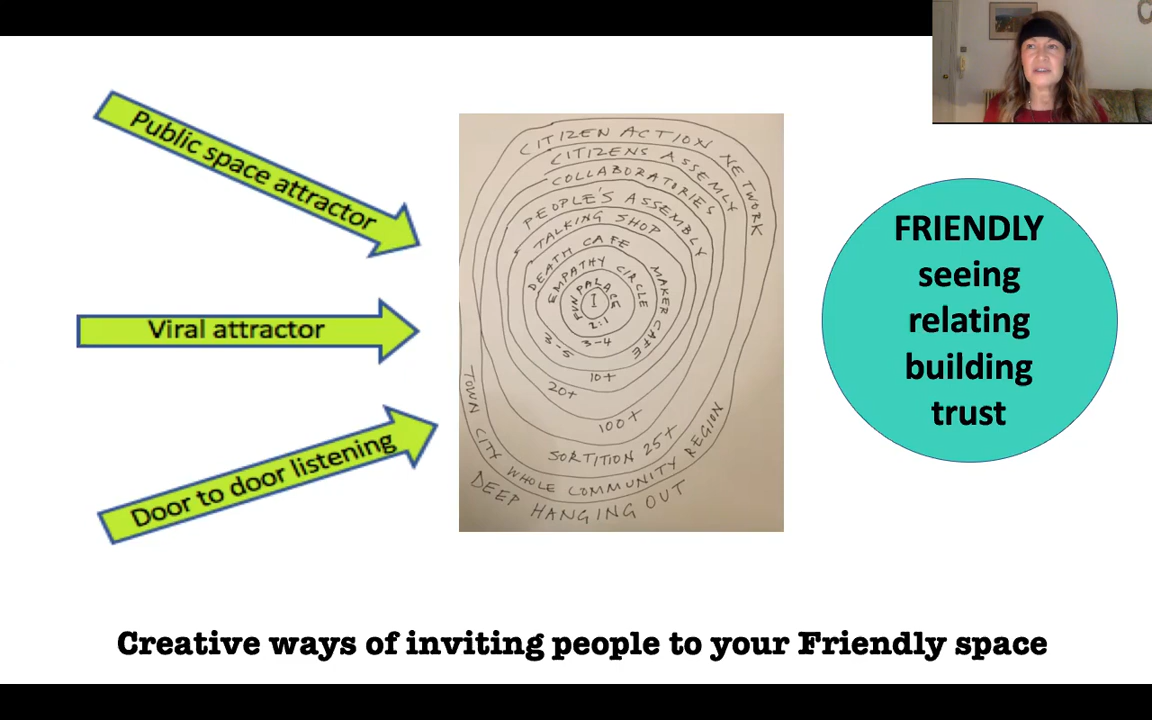 Public space attractor
Viral attractor
Door to door listening
CITIZEN ACTION NETWORK
CITIZENS ASSEMLY
COLLABORATORIES
PEOPLE'S ASSEMBLY
TALKING SHOP
DEATH CAFE MAKER CAFE
EMPATHY CIRCLE
FUN PALACE
I
2:1
3-4
3-5
10+
20+
100+
SORTITION 25+
TOWN CITY WHOLE COMMUNITY REGION
DEEP HANGING OUT
FRIENDLY
seeing
relating
building
trust
Creative ways of inviting people to your Friendly space